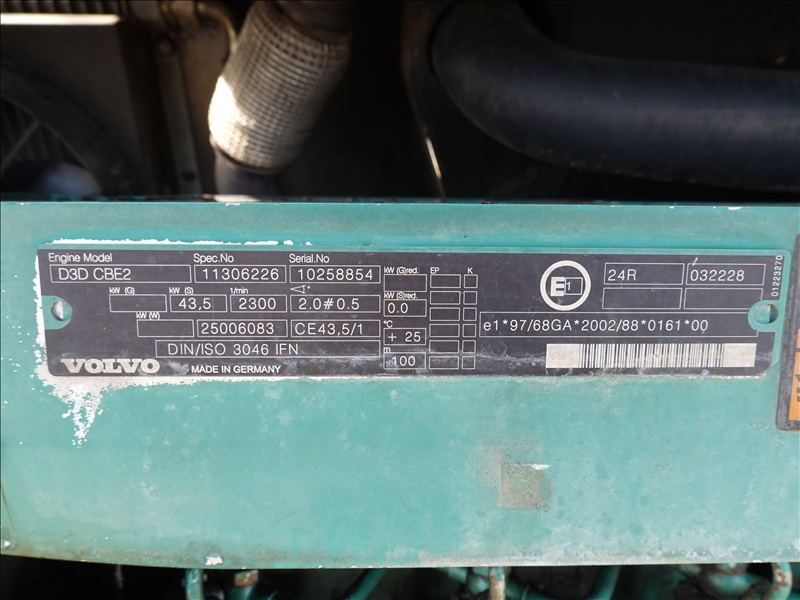 Engine Model Spec.No Serial.No
D3D CBE2 11306226 10258854
kW (G) kW (S) 1/min
43,5 2300 2.0#0.5
kW (W)
25006083 CE43,5/1
DIN/ISO 3046 IFN
VOLVO MADE IN GERMANY
kW (G)red. EP K
kW (S)red.
0.0
°C
+ 25
m
×100
E1
24R 032228
e1*97/68GA*2002/88*0161*00
01223270